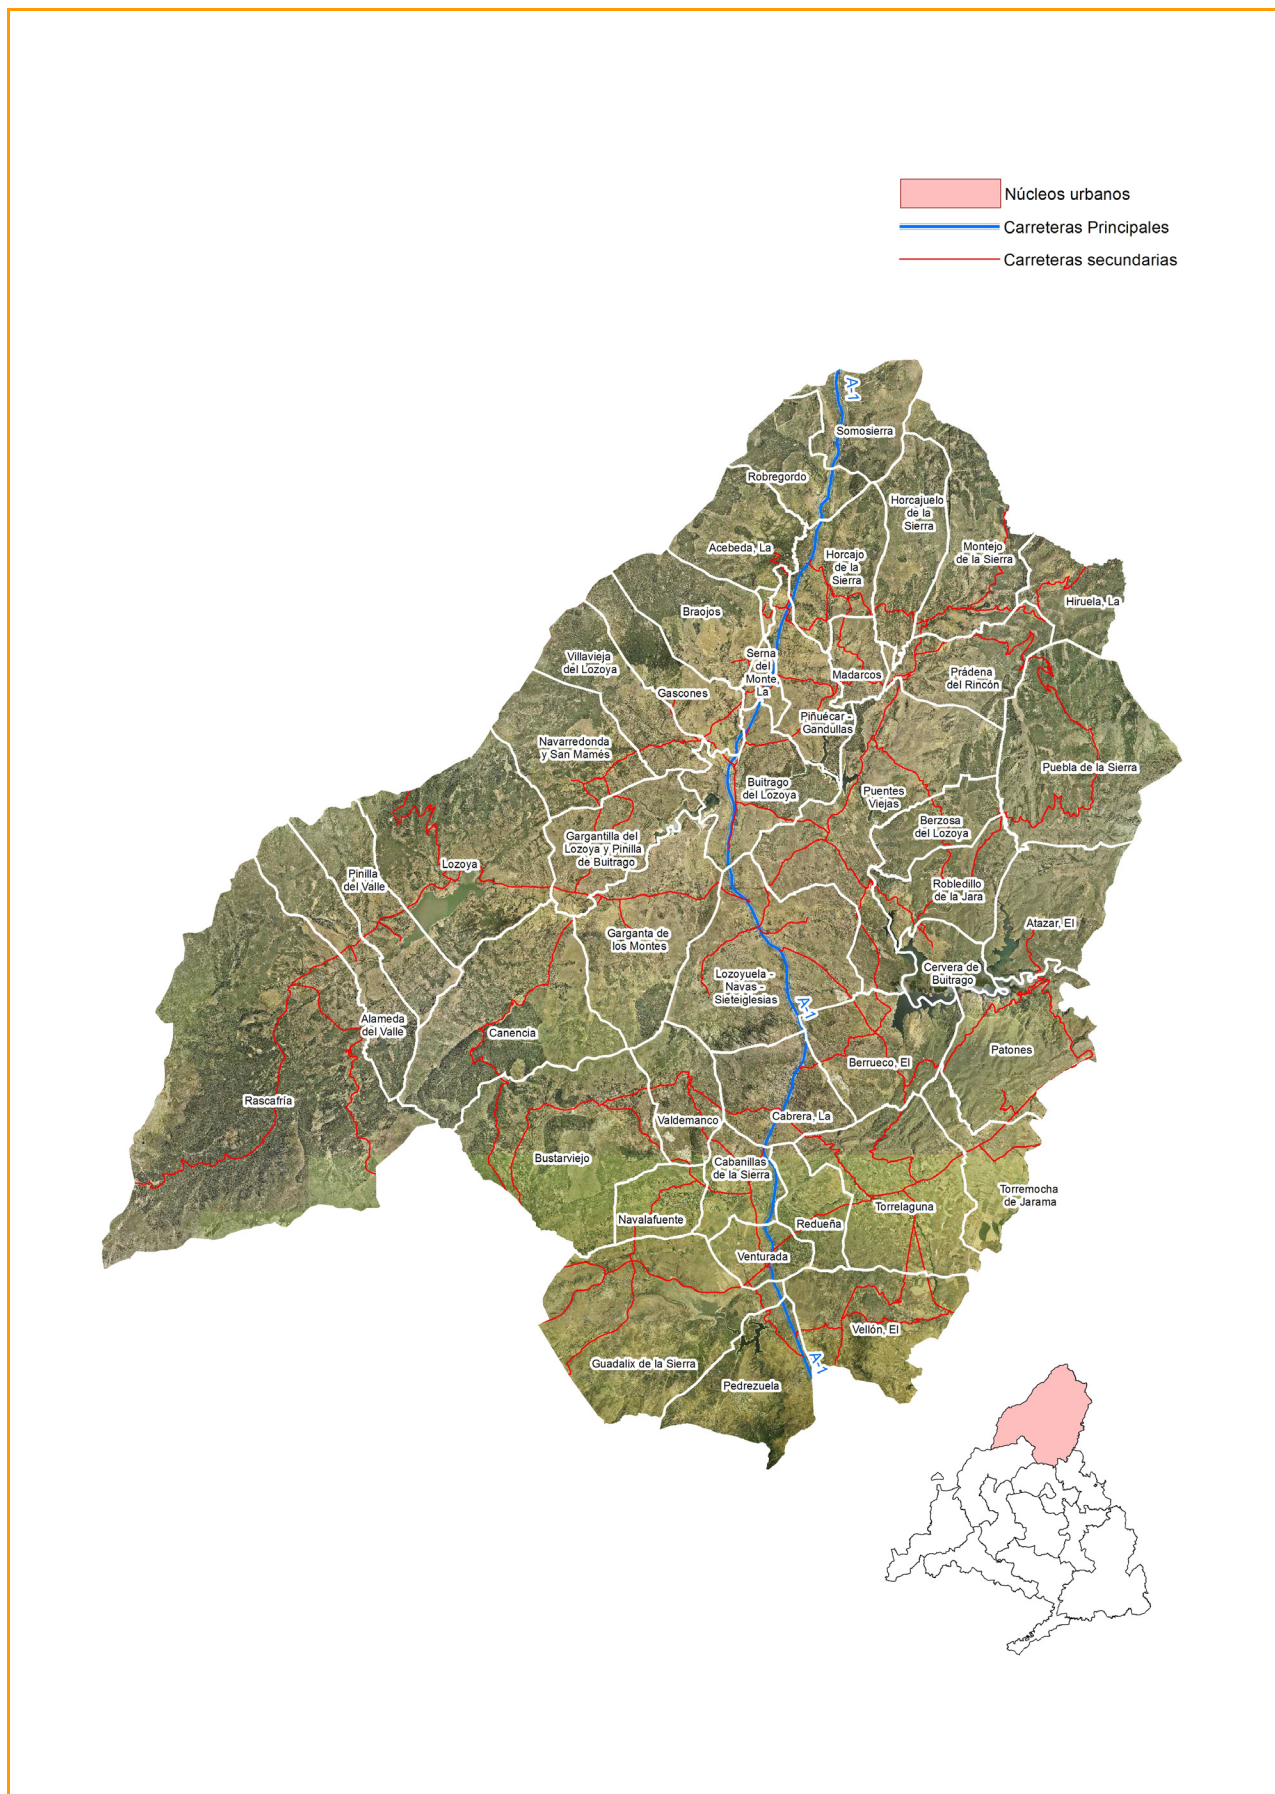 Núcleos urbanos
Carreteras Principales
Carreteras secundarias
A-1
Somosierra
Robregordo
Horcajuelo
de la
Sierra
Acebeda, La
Horcajo
de la
Sierra
Montejo
de la Sierra
Hiruela, La
Braojos
Villavieja
del Lozoya
Serna
del
Monte,
La
Madarcos
Prádena
del Rincón
Gascones
Piñuécar -
Gandullas
Navarredonda
y San Mamés
Puebla de la Sierra
Buitrago
del Lozoya
Puentes
Viejas
Berzosa
del Lozoya
Gargantilla del
Lozoya y Pinilla
de Buitrago
Lozoya
Pinilla
del Valle
Robledillo
de la Jara
Atazar, El
Garganta de
los Montes
Cervera de
Buitrago
Lozoyuela -
Navas -
Sieteiglesias
A-1
Alameda
del Valle
Canencia
Patones
Berrueco, El
Rascafría
Valdemanco
Cabrera, La
Bustarviejo
Cabanillas
de la Sierra
Torremocha
de Jarama
Torrelaguna
Navalafuente
Redueña
Venturada
Vellón, El
Guadalix de la Sierra
A-1
Pedrezuela